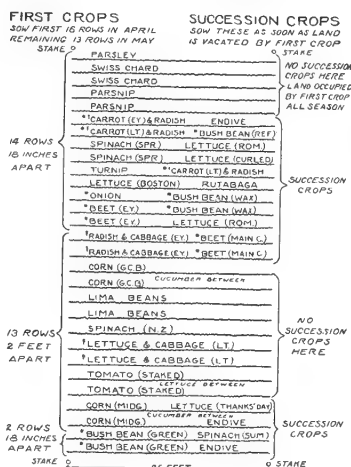 FIRST CROPS
SOW FIRST 16 ROWS IN APRIL
REMAINING 13 ROWS IN MAY
SUCCESSION CROPS
SOW THESE AS SOON AS LAND
IS VACATED BY FIRST CROP
STAKE
STAKE
PARSLEY
SWISS CHARD
SWISS CHARD
PARSNIP
PARSNIP
NO SUCCESSION
CROPS HERE
LAND OCCUPIED
BY FIRST CROP
ALL SEASON
*¹CARROT (EY.) & RADISH ENDIVE
*¹CARROT (LT) & RADISH *BUSH BEAN (REF)
SPINACH (SPR) LETTUCE (ROM.)
SPINACH (SPR) LETTUCE (CURLED)
TURNIP *¹CARROT (LT) & RADISH
LETTUCE (BOSTON) RUTABAGA
*ONION *BUSH BEAN (WAX)
*BEET (EY.) *BUSH BEAN (WAX)
*BEET (EY.) LETTUCE (ROM.)
14 ROWS
18 INCHES
APART
SUCCESSION
CROPS
¹RADISH & CABBAGE (EY.) *BEET (MAIN C.)
¹RADISH & CABBAGE (EY.) *BEET (MAIN C.)
CORN (G.C.B)
CUCUMBER BETWEEN
CORN (G.C.B)
LIMA BEANS
LIMA BEANS
SPINACH (N.Z.)
¹LETTUCE & CABBAGE (LT)
¹LETTUCE & CABBAGE (LT)
TOMATO (STAKED)
LETTUCE BETWEEN
TOMATO (STAKED)
13 ROWS
2 FEET
APART
NO
SUCCESSION
CROPS
HERE
CORN (MIDG) LETTUCE (THANKS' DAY)
CUCUMBER BETWEEN
CORN (MIDG) ENDIVE
*BUSH BEAN (GREEN) SPINACH (SUM)
*BUSH BEAN (GREEN) ENDIVE
2 ROWS
18 INCHES
APART
SUCCESSION
CROPS
STAKE
FEET
STAKE